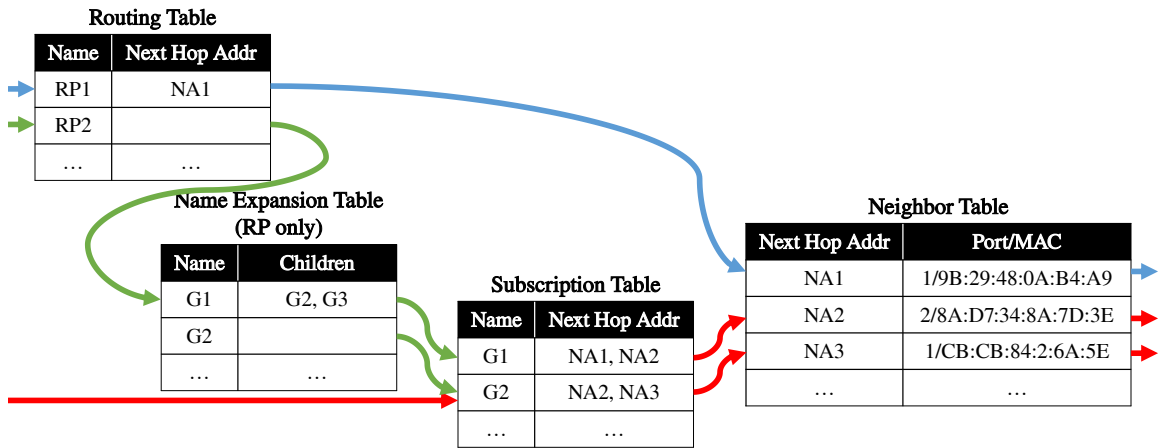 Routing Table
Name Next Hop Addr
RP1 NA1
RP2
… …
Name Expansion Table
(RP only)
Name Children
G1 G2, G3
G2
… …
Subscription Table
Name Next Hop Addr
G1 NA1, NA2
G2 NA2, NA3
… …
Neighbor Table
Next Hop Addr Port/MAC
NA1 1/9B:29:48:0A:B4:A9
NA2 2/8A:D7:34:8A:7D:3E
NA3 1/CB:CB:84:2:6A:5E
… …